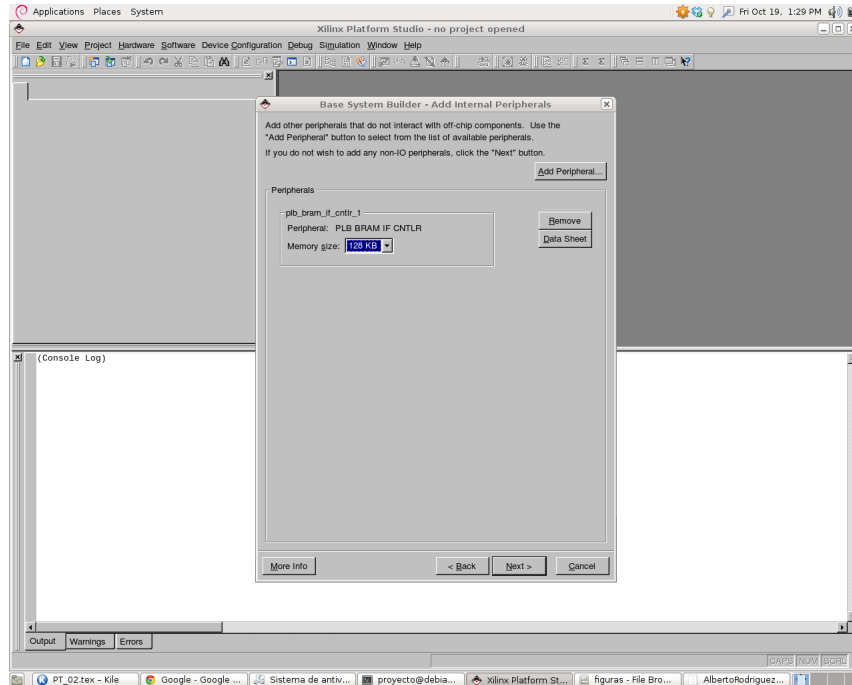 Applications Places System
Fri Oct 19, 1:29 PM
Xilinx Platform Studio - no project opened
File Edit View Project Hardware Software Device Configuration Debug Simulation Window Help
Base System Builder - Add Internal Peripherals
Add other peripherals that do not interact with off-chip components. Use the
"Add Peripheral" button to select from the list of available peripherals.
If you do not wish to add any non-IO peripherals, click the "Next" button.
Add Peripheral...
Peripherals
plb_bram_if_cntlr_1
Peripheral: PLB BRAM IF CNTLR
Memory size: 128 KB
Remove
Data Sheet
(Console Log)
More Info
< Back
Next >
Cancel
Output Warnings Errors
CAPS NUM SCRL
PT_02.tex - Kile
Google - Google ...
Sistema de antiv...
proyecto@debia...
Xilinx Platform St...
figuras - File Bro...
AlbertoRodriguez...